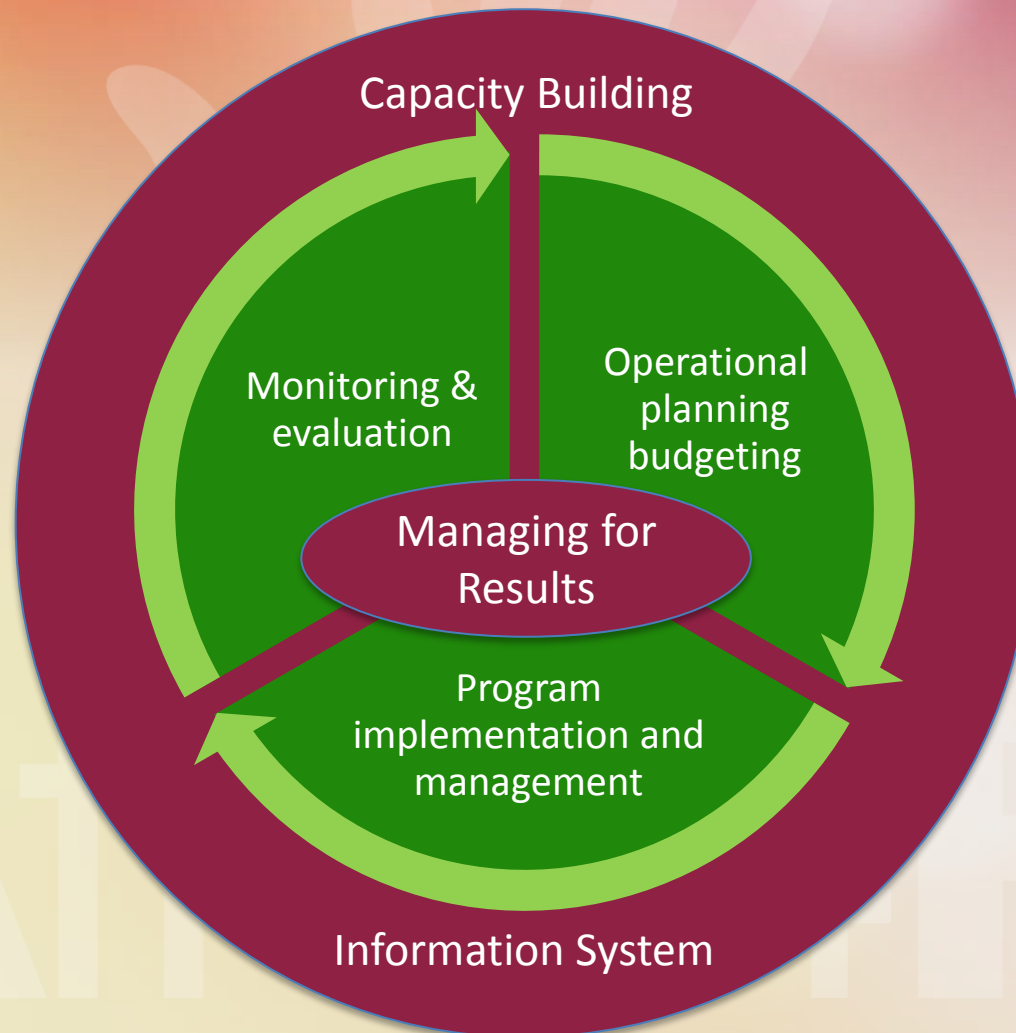 Capacity Building
Operational
planning
budgeting
Monitoring &
evaluation
Managing for
Results
Program
implementation and
management
Information System